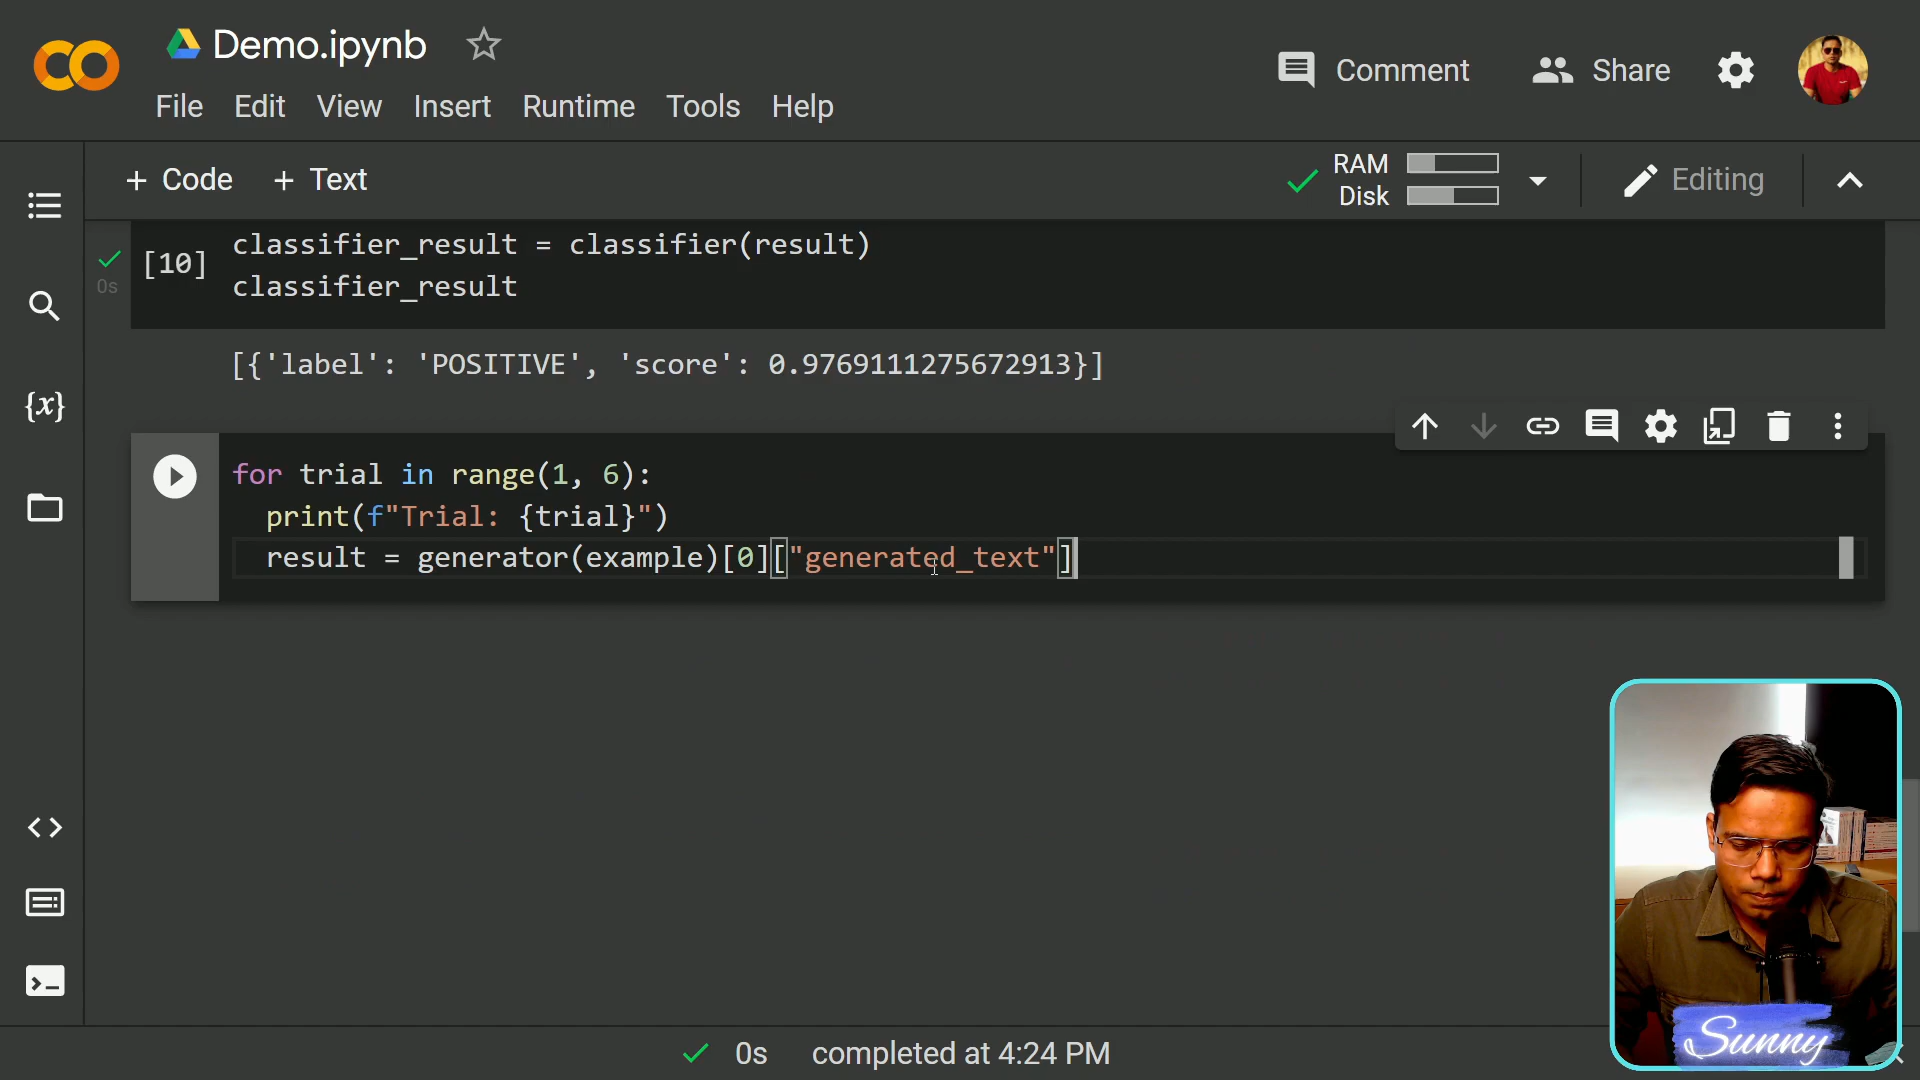 Demo.ipynb
Comment
Share
File Edit View Insert Runtime Tools Help
+ Code + Text
RAM
Disk
Editing
{x}
[10]
0s
classifier_result = classifier(result)
classifier_result
[{'label': 'POSITIVE', 'score': 0.9769111275672913}]
for trial in range(1, 6):
print(f"Trial: {trial}")
result = generator(example)[0]["generated_text"]
Sunny
0s completed at 4:24 PM